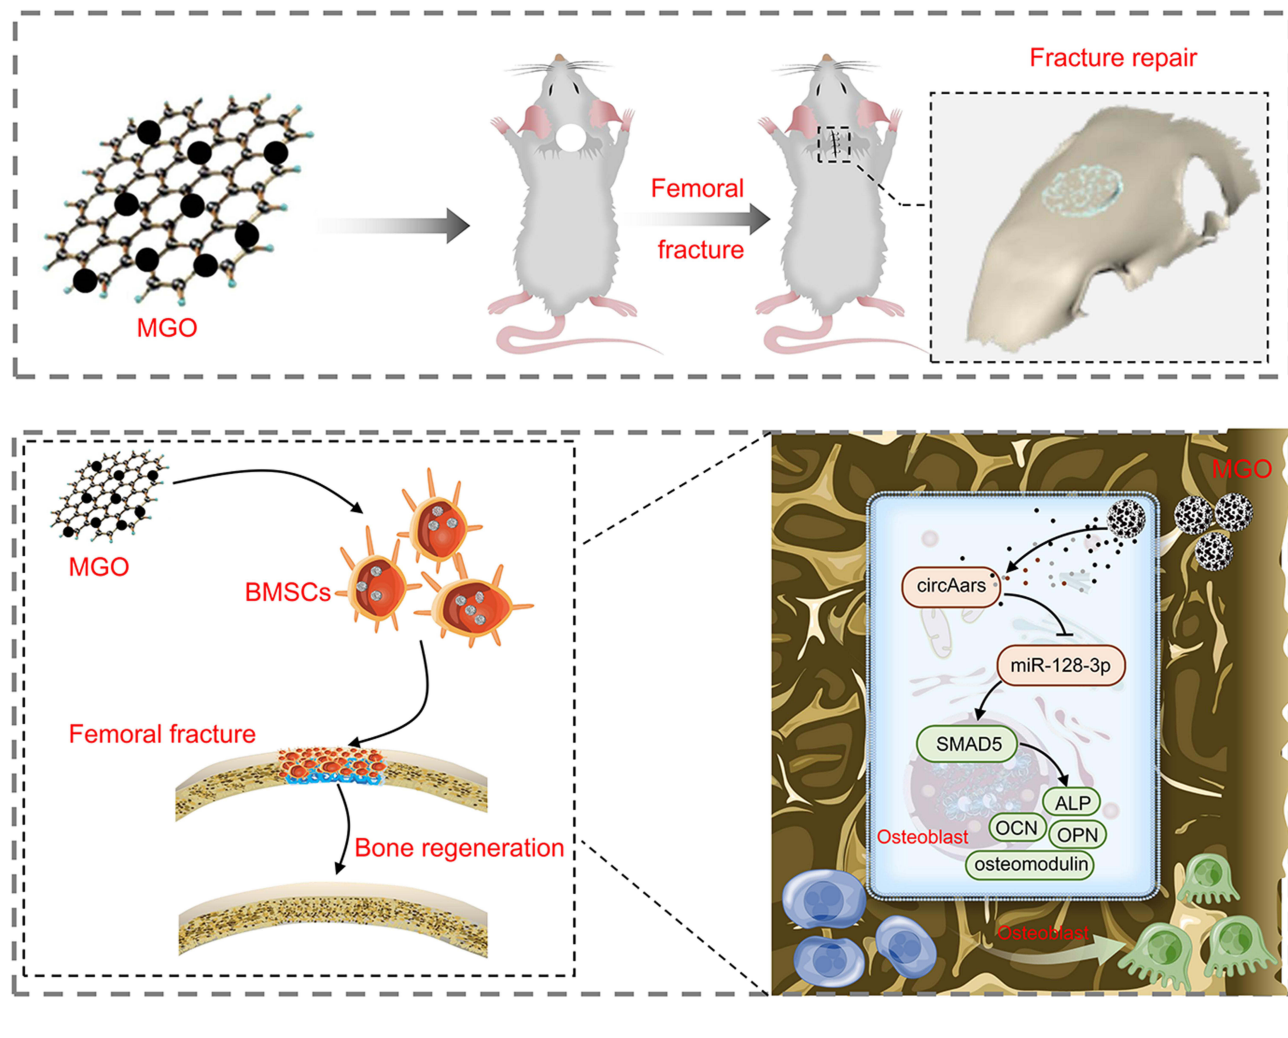 Fracture repair
Femoral
fracture
MGO
MGO
BMSCs
Femoral fracture
Bone regeneration
MGO
circAars
miR-128-3p
SMAD5
ALP
OCN
OPN
Osteoblast
osteomodulin
Osteoblast